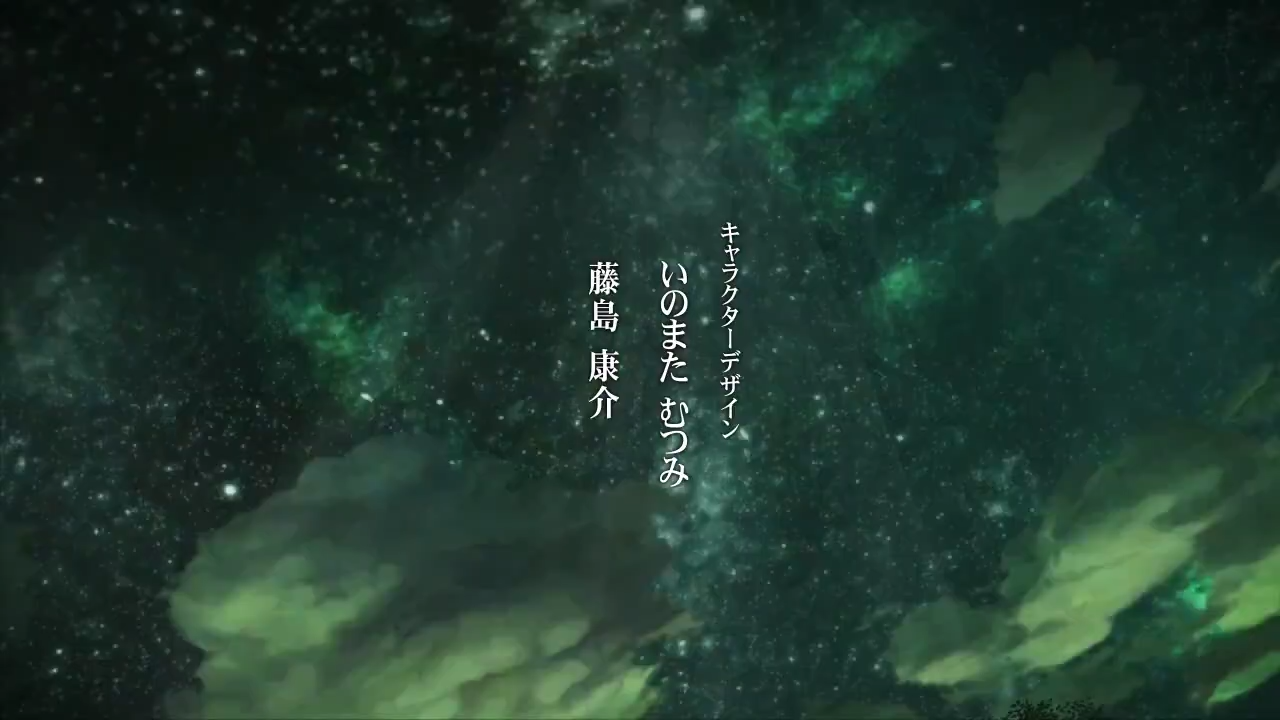 キャラクターデザイン
いのまた むつみ
藤島 康介